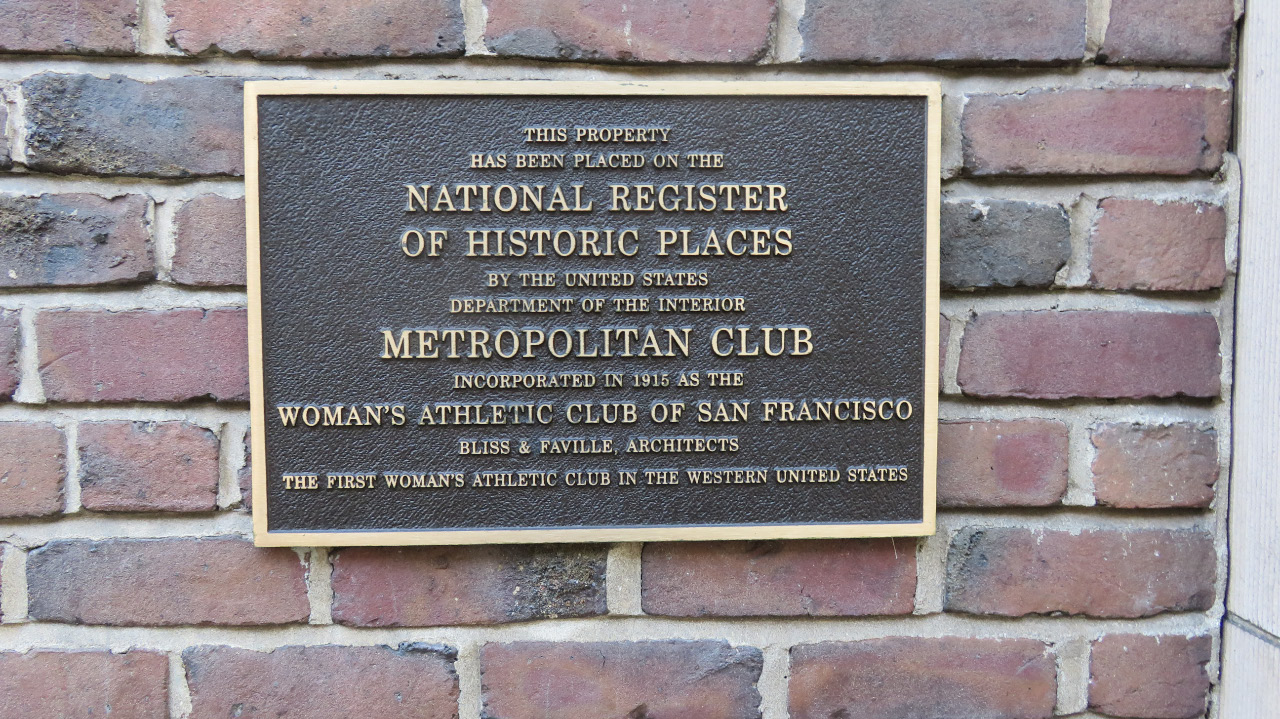 THIS PROPERTY
HAS BEEN PLACED ON THE
NATIONAL REGISTER
OF HISTORIC PLACES
BY THE UNITED STATES
DEPARTMENT OF THE INTERIOR
METROPOLITAN CLUB
INCORPORATED IN 1915 AS THE
WOMAN'S ATHLETIC CLUB OF SAN FRANCISCO
BLISS & FAVILLE, ARCHITECTS
THE FIRST WOMAN'S ATHLETIC CLUB IN THE WESTERN UNITED STATES